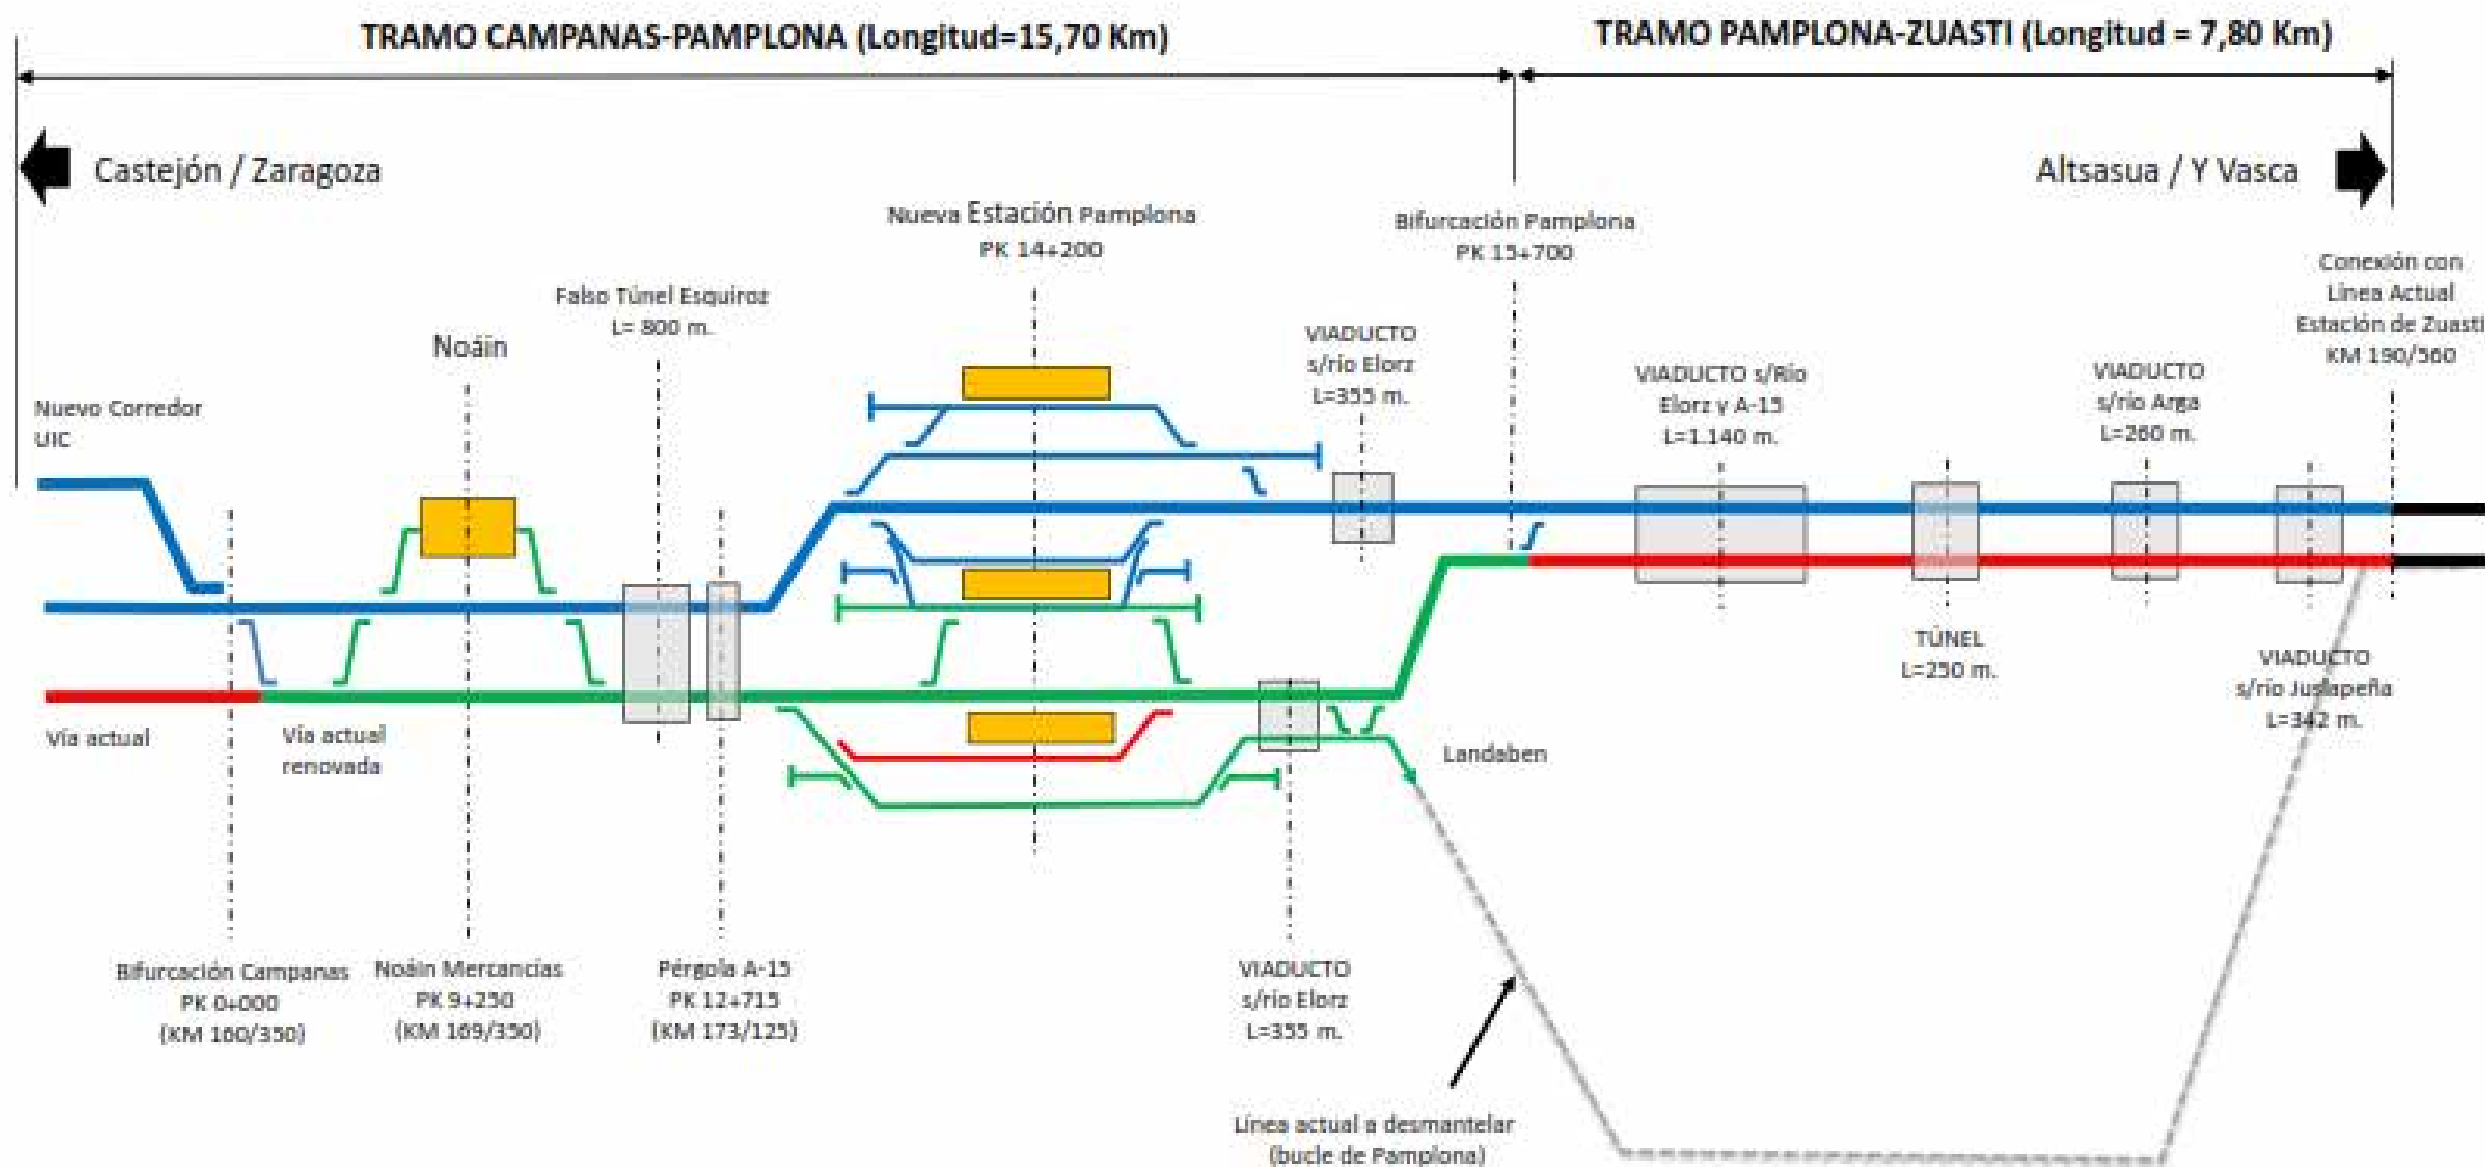 TRAMO CAMPANAS-PAMPLONA (Longitud=15,70 Km)
TRAMO PAMPLONA-ZUASTI (Longitud = 7,80 Km)
Castejón / Zaragoza
Altsasua / Y Vasca
Nueva Estación Pamplona
PK 14+200
Bifurcación Pamplona
PK 15+700
Conexión con
Línea Actual
Estación de Zuasti
KM 190/560
Falso Túnel Esquiroz
L= 800 m.
Noáin
VIADUCTO
s/río Elorz
L=355 m.
VIADUCTO s/Río
Elorz y A-15
L=1.140 m.
VIADUCTO
s/río Arga
L=260 m.
Nuevo Corredor
UIC
TÚNEL
L=250 m.
VIADUCTO
s/río Juslapeña
L=342 m.
Vía actual
Vía actual
renovada
Landaben
Bifurcación Campanas
PK 0+000
(KM 160/350)
Noáin Mercancías
PK 9+250
(KM 169/350)
Pérgola A-15
PK 12+715
(KM 173/125)
VIADUCTO
s/río Elorz
L=355 m.
Línea actual a desmantelar
(bucle de Pamplona)